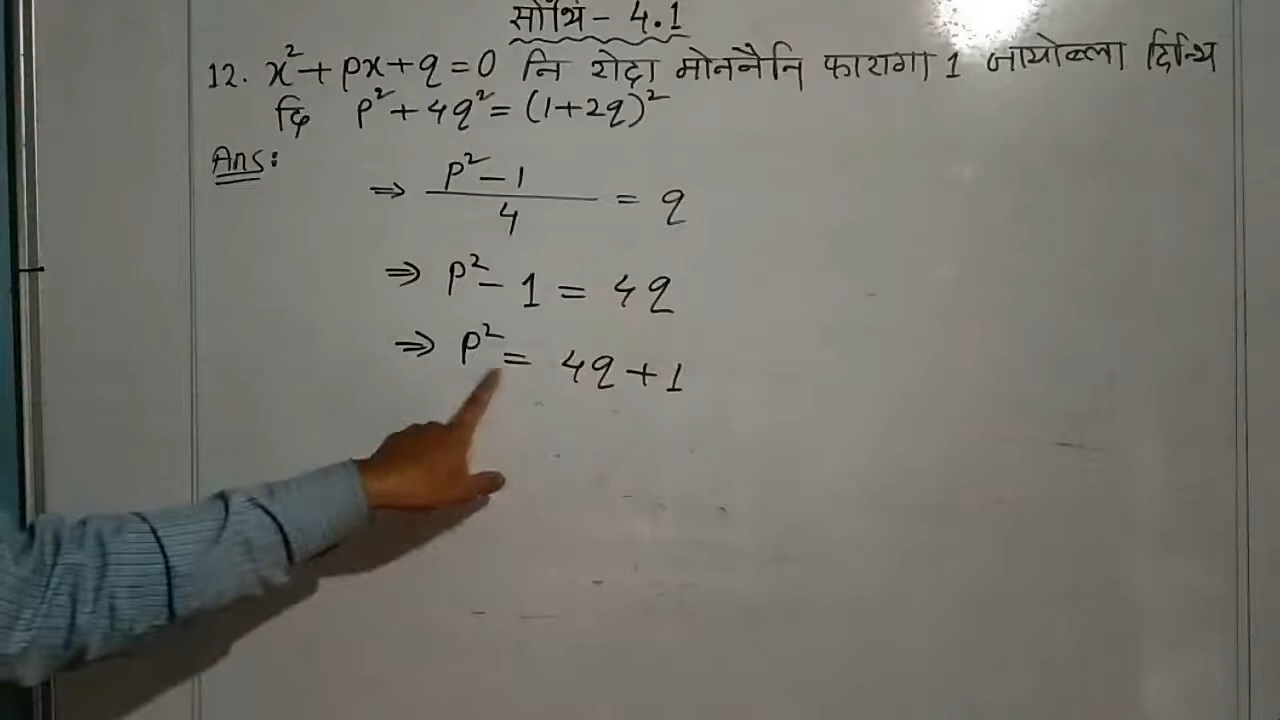 सोंथि - 4.1
12. x² + px + q = 0 नि रोदा मोननैनि फाराग 1 जायोब्ला दिन्थि
दि p² + 4q² = (1+2q)²
Ans:
⇒ (p² - 1)/4 = q
⇒ p² - 1 = 4q
⇒ p² = 4q + 1